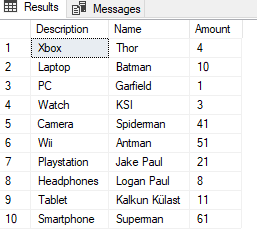 Results Messages
Description Name Amount
1 Xbox Thor 4
2 Laptop Batman 10
3 PC Garfield 1
4 Watch KSI 3
5 Camera Spiderman 41
6 Wii Antman 51
7 Playstation Jake Paul 21
8 Headphones Logan Paul 8
9 Tablet Kalkun Külast 11
10 Smartphone Superman 61